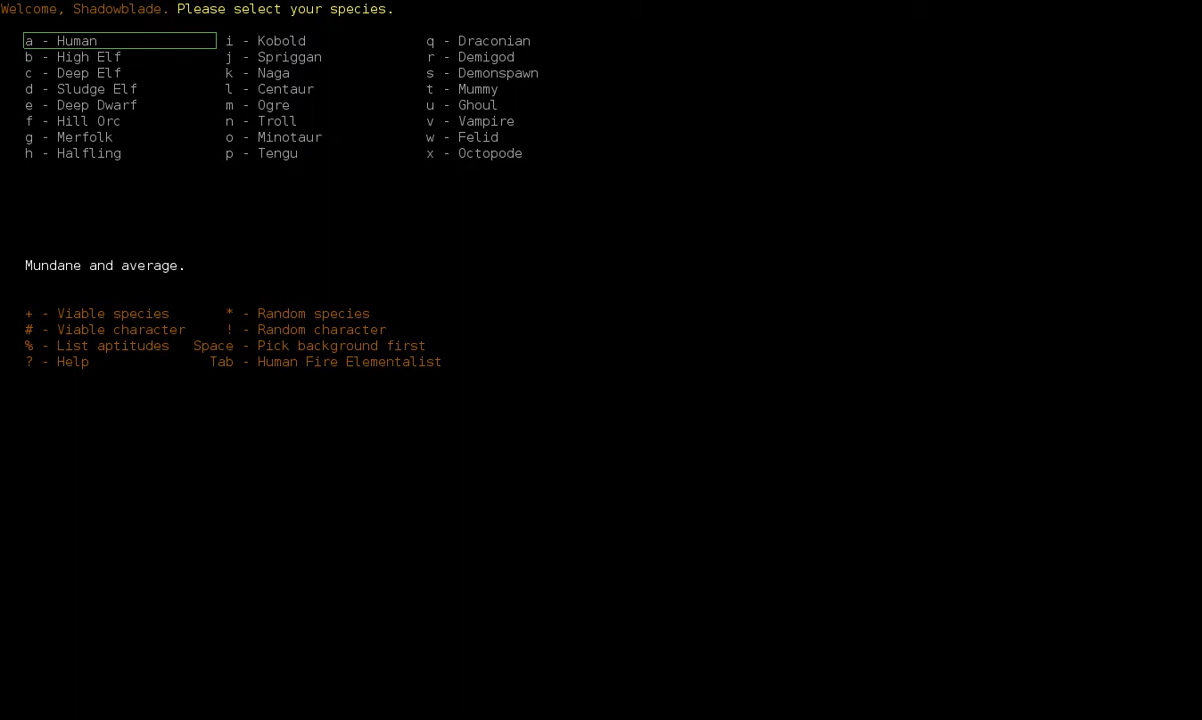 Welcome, Shadowblade. Please select your species.
a - Human i - Kobold q - Draconian
b - High Elf j - Spriggan r - Demigod
c - Deep Elf k - Naga s - Demonspawn
d - Sludge Elf l - Centaur t - Mummy
e - Deep Dwarf m - Ogre u - Ghoul
f - Hill Orc n - Troll v - Vampire
g - Merfolk o - Minotaur w - Felid
h - Halfling p - Tengu x - Octopode
Mundane and average.
+ - Viable species * - Random species
# - Viable character ! - Random character
% - List aptitudes Space - Pick background first
? - Help Tab - Human Fire Elementalist